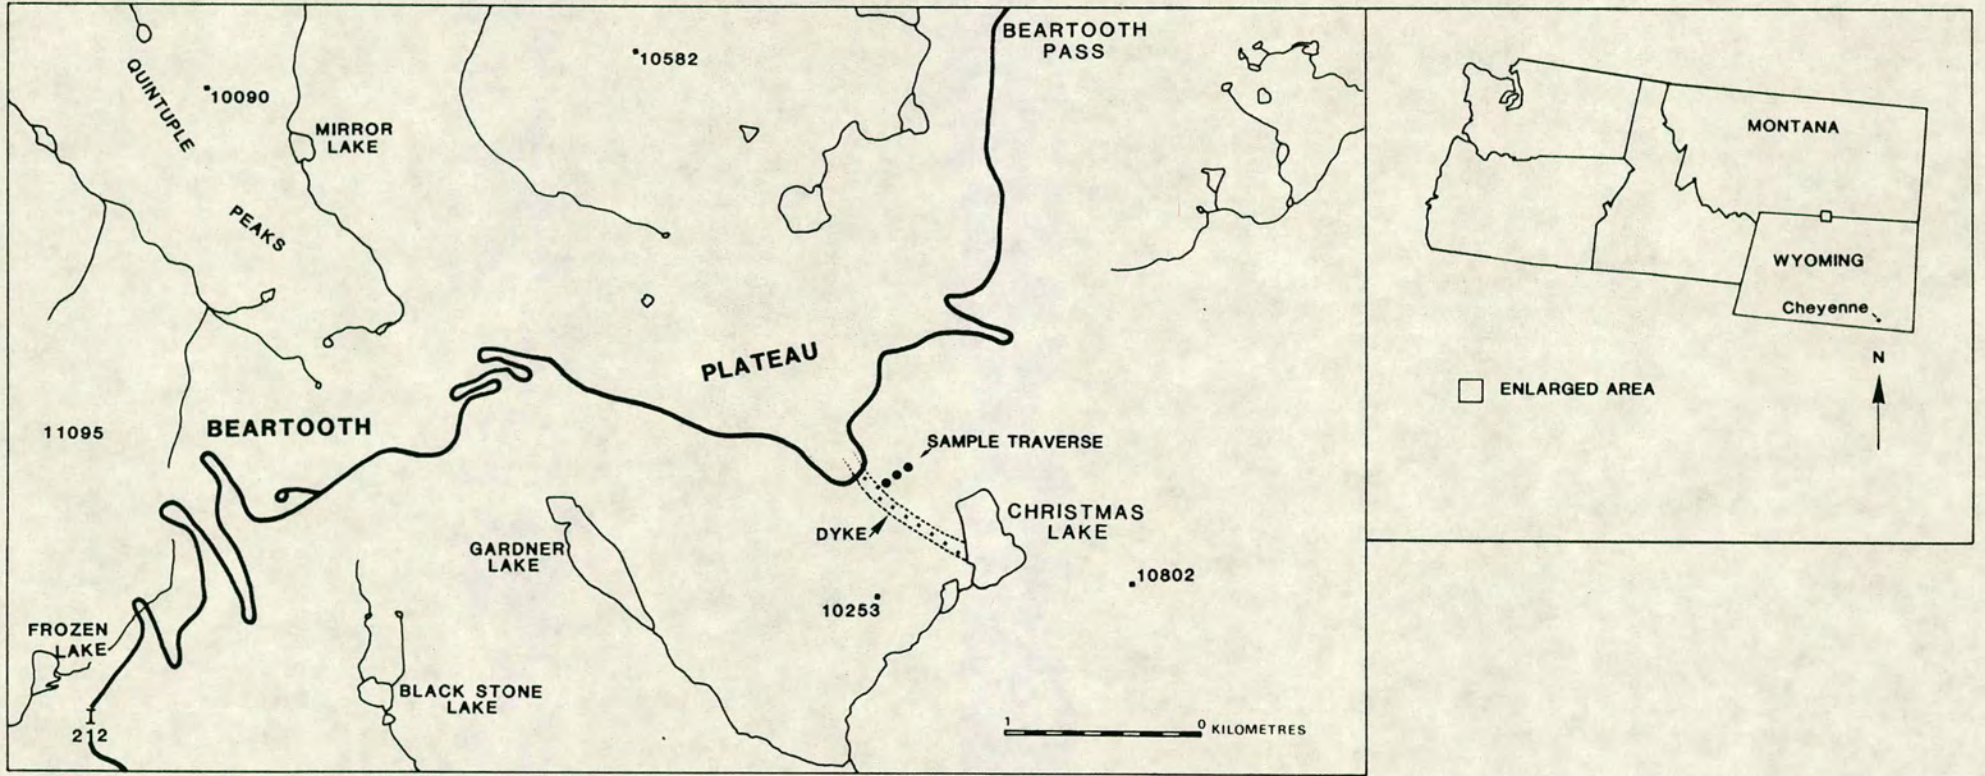 BEARTOOTH
PASS
10582
QUINTUPLE
PEAKS
10090
MIRROR
LAKE
PLATEAU
11095
BEARTOOTH
SAMPLE TRAVERSE
CHRISTMAS
LAKE
DYKE
GARDNER
LAKE
10802
10253
FROZEN
LAKE
BLACK STONE
LAKE
212
1 0 KILOMETRES
MONTANA
WYOMING
Cheyenne
N
ENLARGED AREA